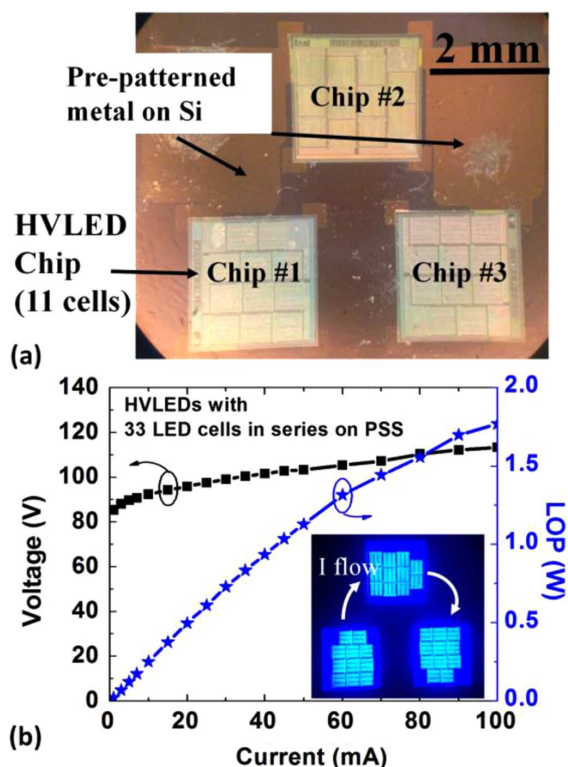 Pre-patterned
metal on Si
2 mm
Chip #2
HVLED
Chip
(11 cells)
Chip #1
Chip #3
(a)
HVLEDs with
33 LED cells in series on PSS
I flow
Voltage (V)
140
120
100
80
60
40
20
0
LOP (W)
2.0
1.5
1.0
0.5
0.0
0 20 40 60 80 100
Current (mA)
(b)